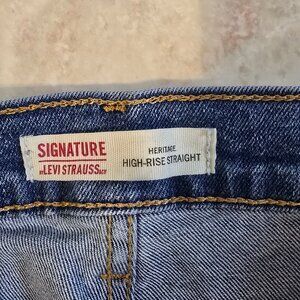 SIGNATURE
BY LEVI STRAUSS & CO
HERITAGE
HIGH-RISE STRAIGHT